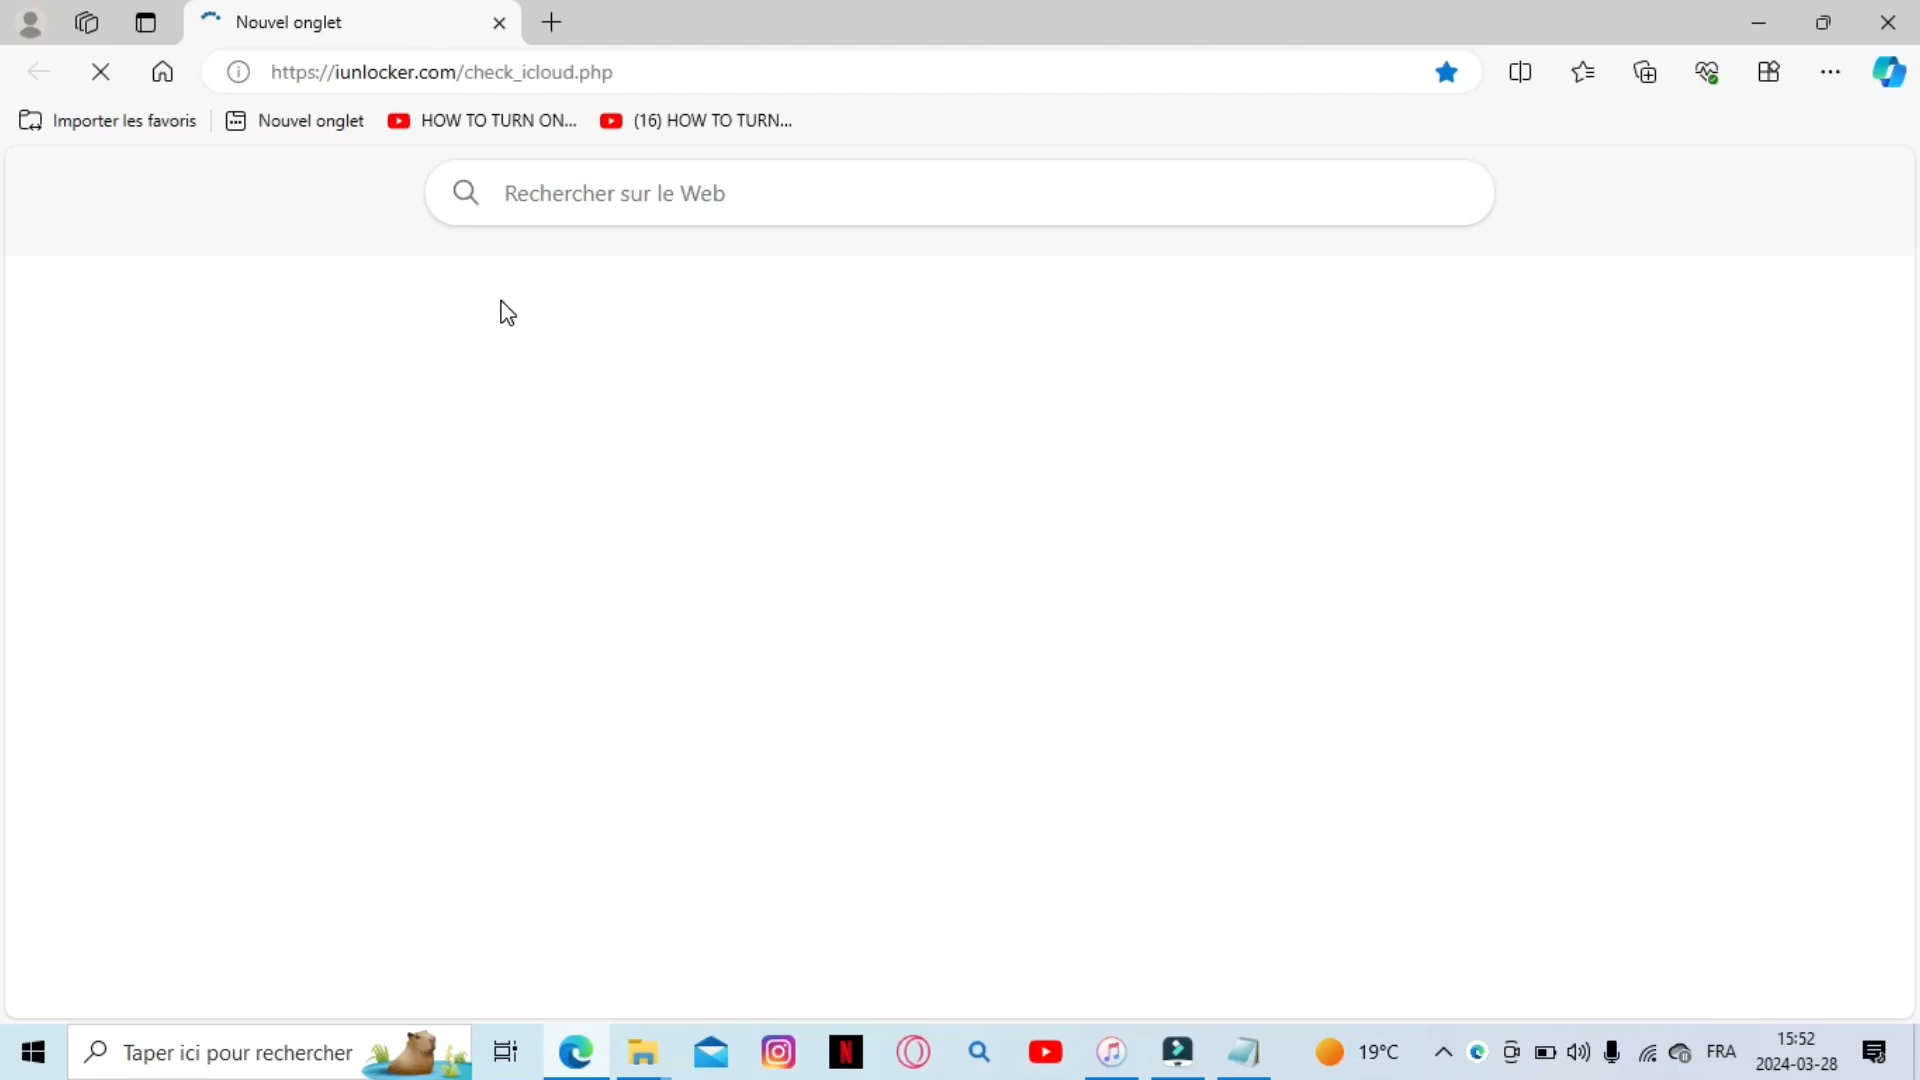 Nouvel onglet
https://iunlocker.com/check_icloud.php
Importer les favoris
Nouvel onglet
HOW TO TURN ON...
(16) HOW TO TURN...
Rechercher sur le Web
Taper ici pour rechercher
N
19°C
FRA
15:52
2024-03-28